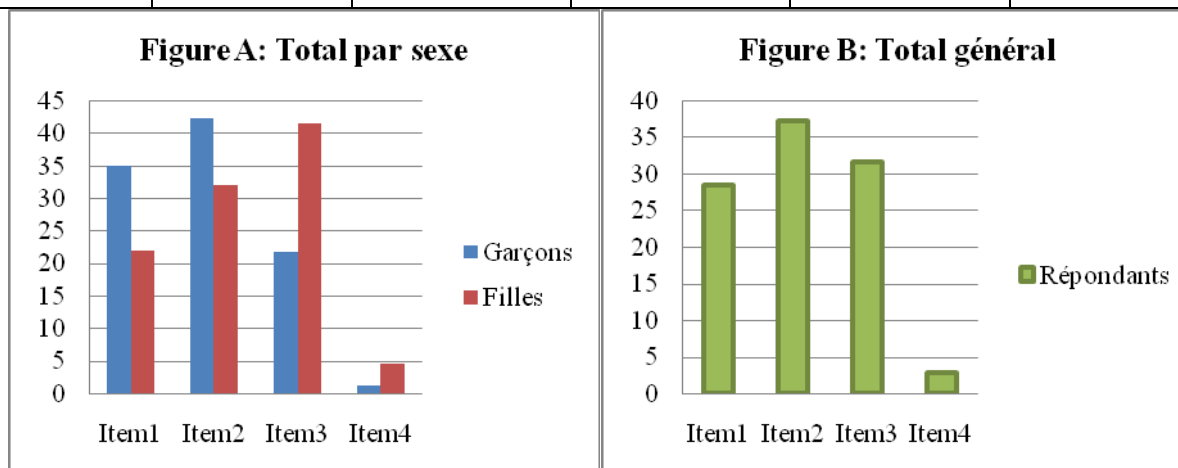 Figure A: Total par sexe
45
40
35
30
25
20
15
10
5
0
Item1 Item2 Item3 Item4
Garçons
Filles
Figure B: Total général
40
35
30
25
20
15
10
5
0
Item1 Item2 Item3 Item4
Répondants